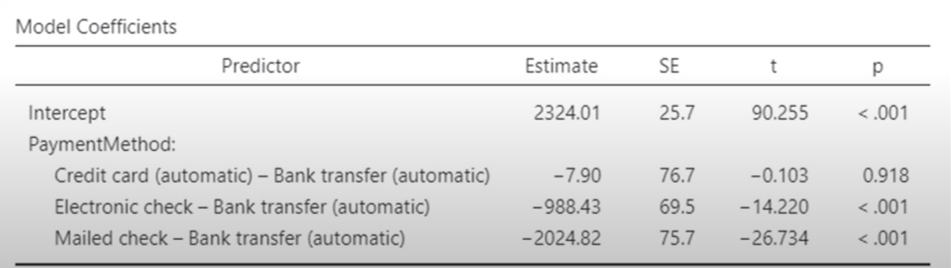 Model Coefficients
Predictor Estimate SE t p
Intercept 2324.01 25.7 90.255 < .001
PaymentMethod:
Credit card (automatic) – Bank transfer (automatic) −7.90 76.7 −0.103 0.918
Electronic check – Bank transfer (automatic) −988.43 69.5 −14.220 < .001
Mailed check – Bank transfer (automatic) −2024.82 75.7 −26.734 < .001